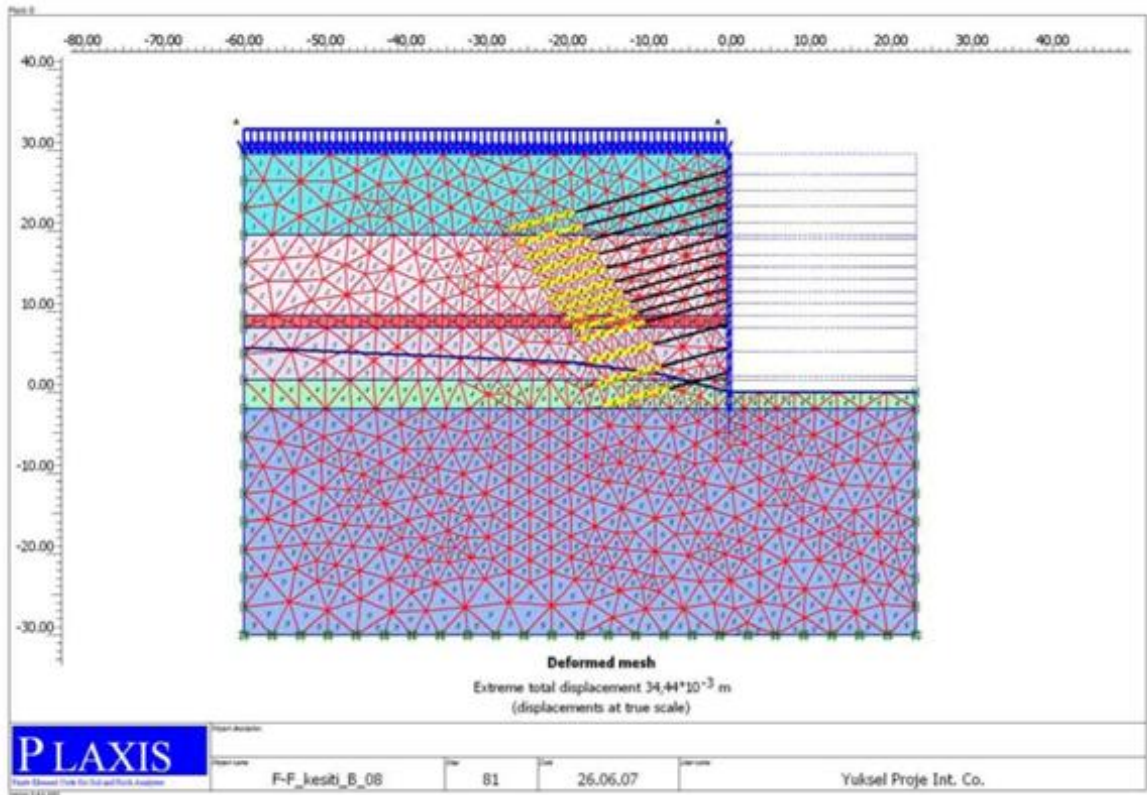 -80,00 -70,00 -60,00 -50,00 -40,00 -30,00 -20,00 -10,00 0,00 10,00 20,00 30,00 40,00
40.00
30.00
20.00
10.00
0.00
-10.00
-20.00
-30.00
A A
Deformed mesh
Extreme total displacement 34,44*10-3 m
(displacements at true scale)
PLAXIS
F-F_kesiti_B_08
81
26.06.07
Yuksel Proje Int. Co.